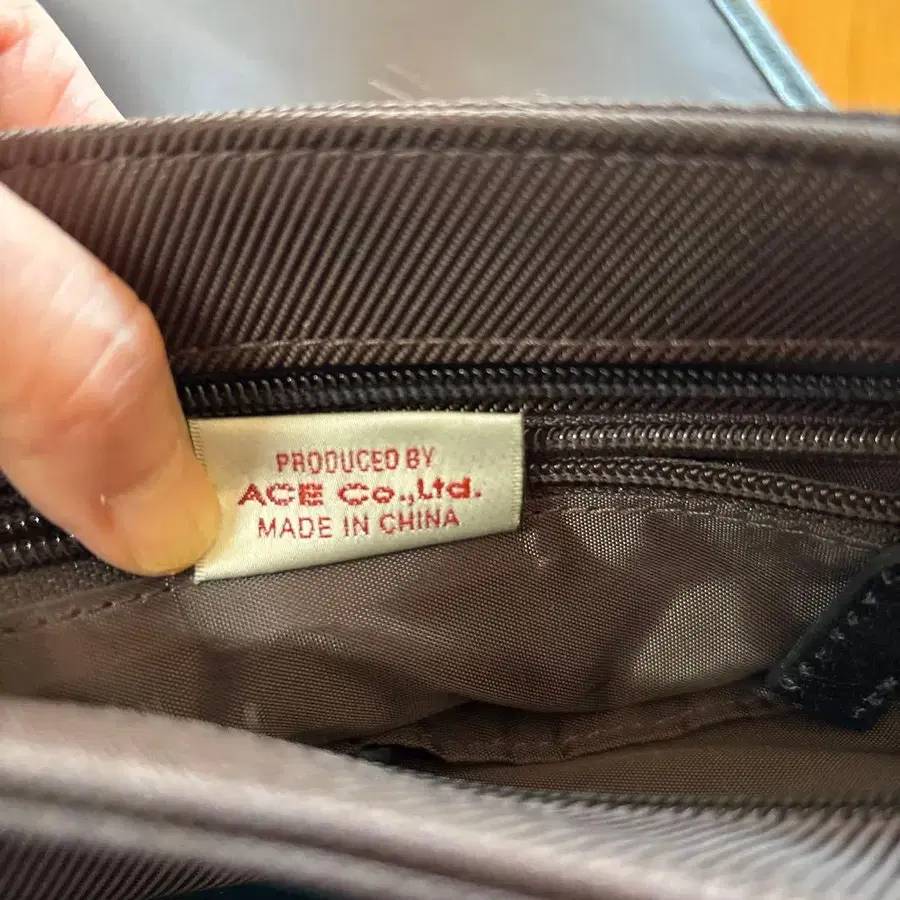 PRODUCED BY
ACE Co.,Ltd.
MADE IN CHINA